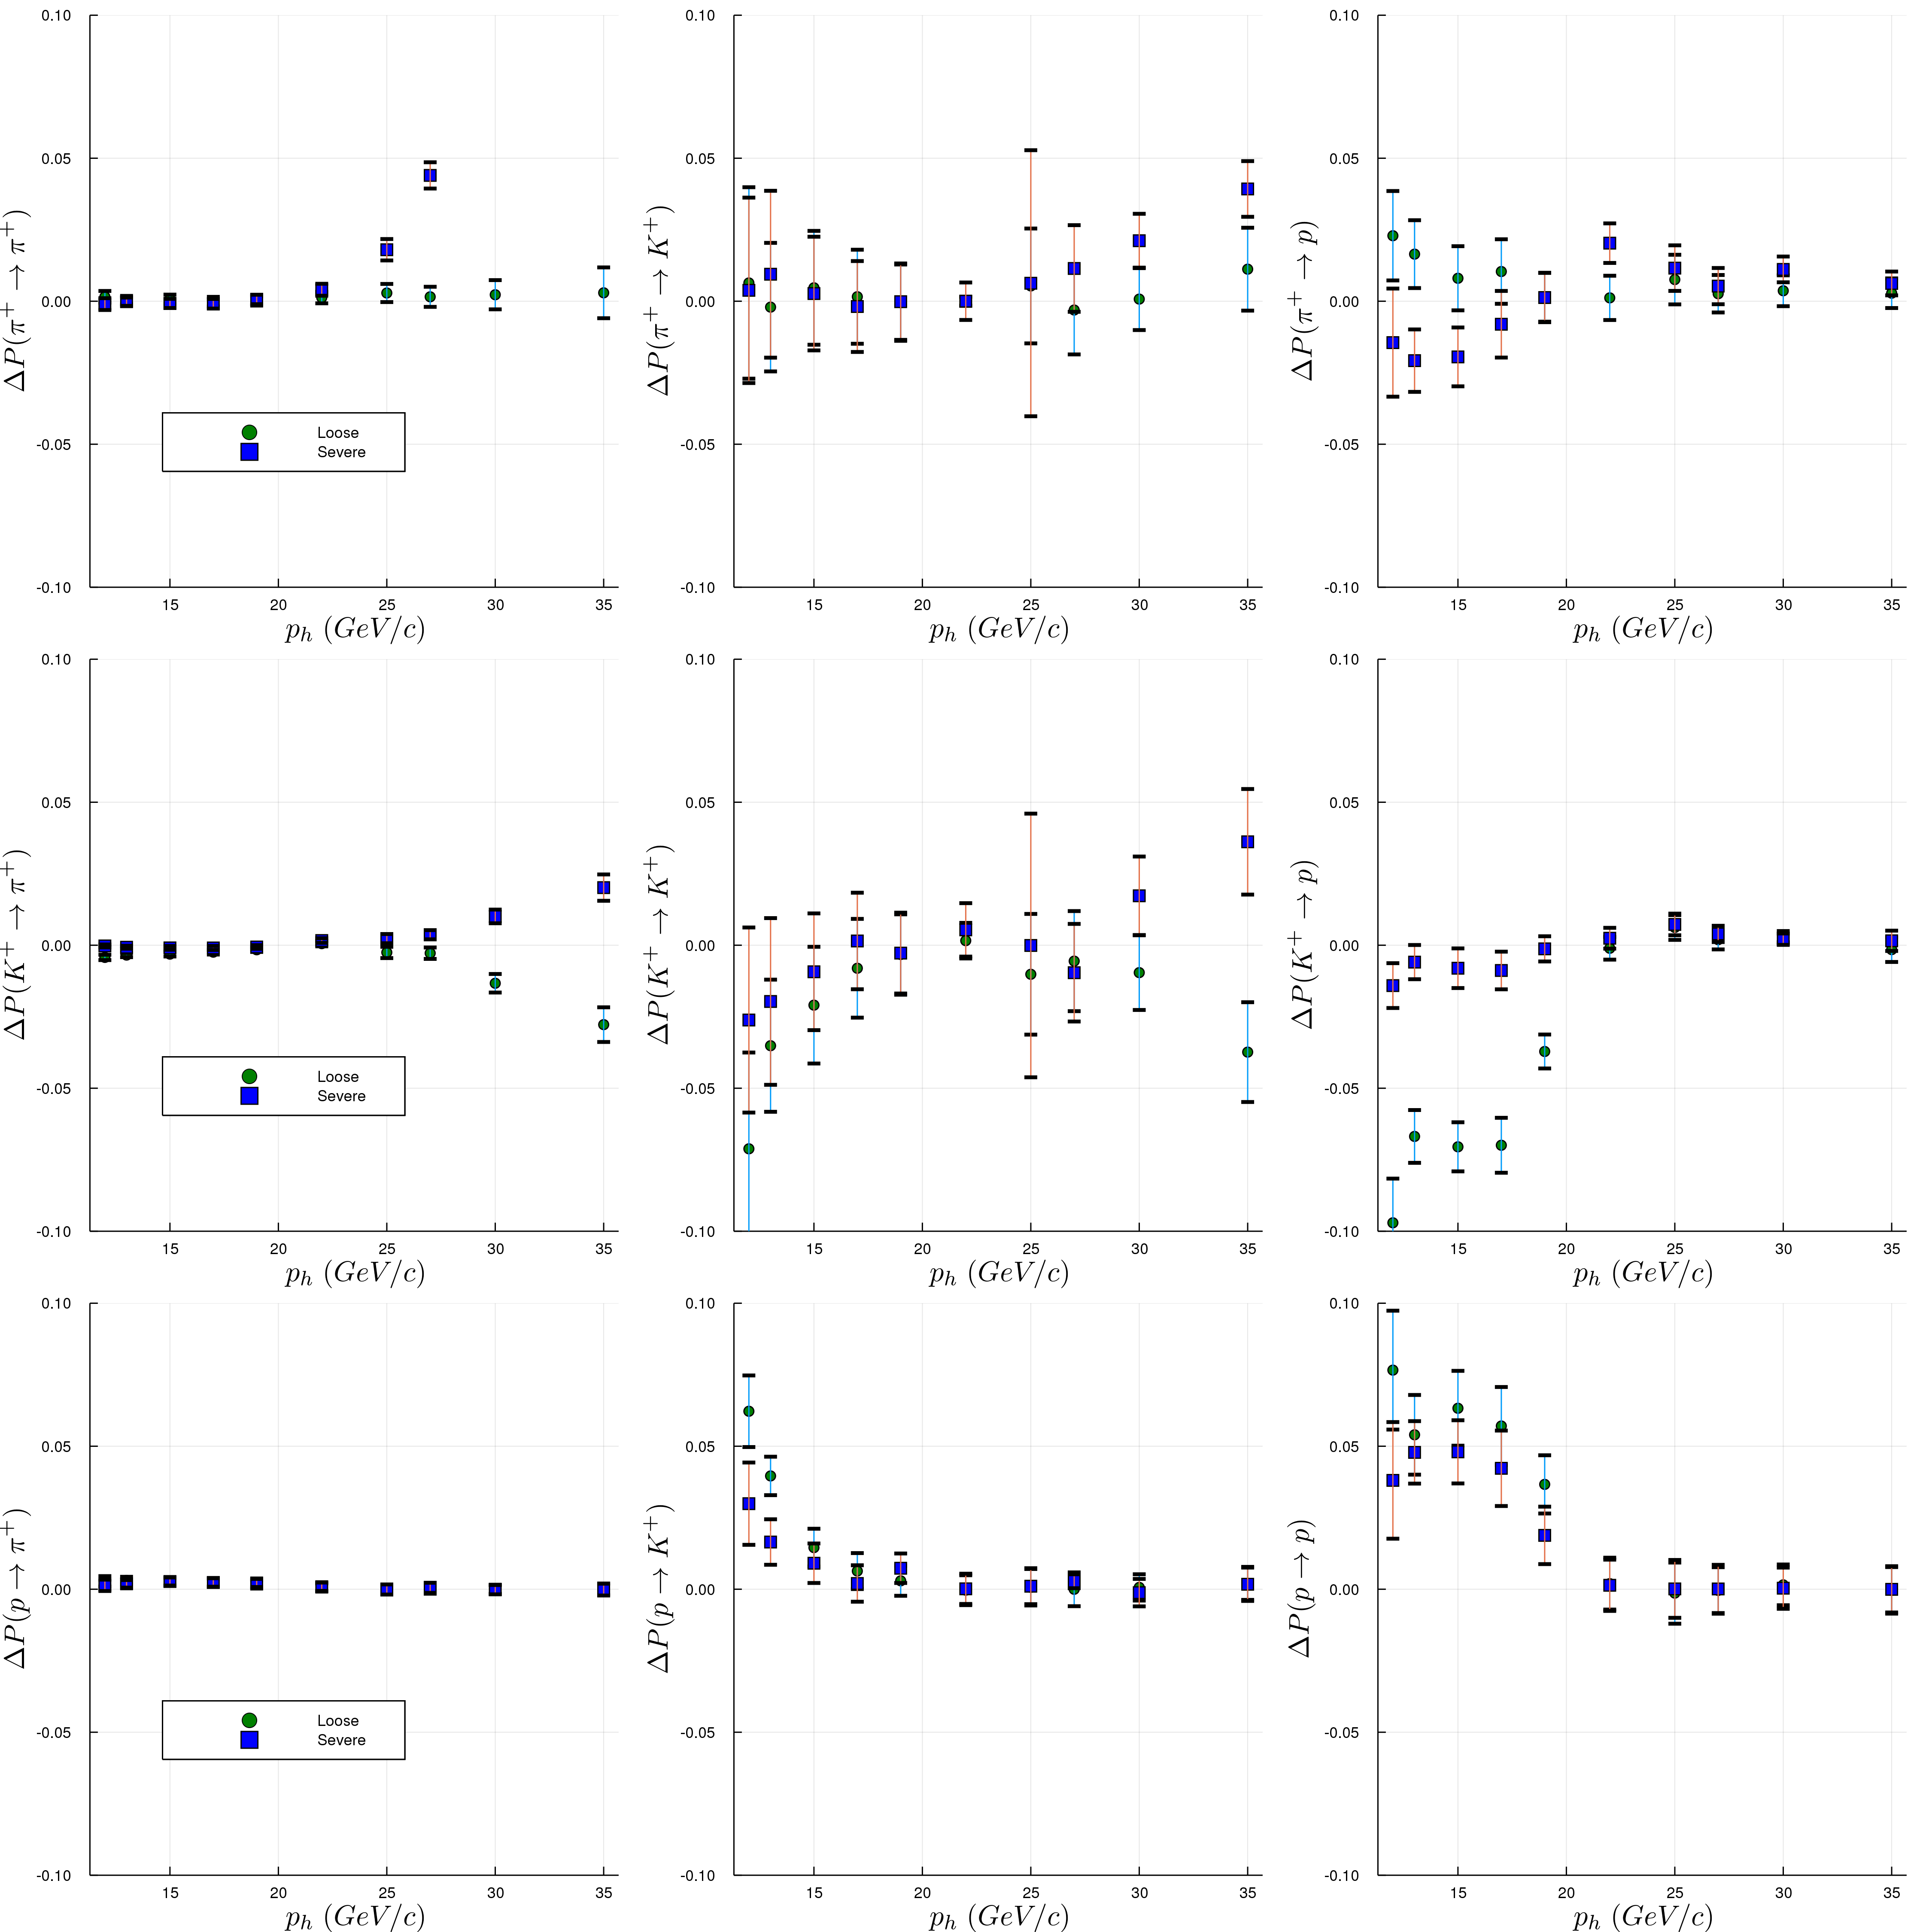 0.10
0.05
0.00
-0.05
-0.10
15 20 25 30 35
ΔP(π⁺ → π⁺)
p_h (GeV/c)
Loose
Severe
0.10
0.05
0.00
-0.05
-0.10
15 20 25 30 35
ΔP(π⁺ → K⁺)
p_h (GeV/c)
0.10
0.05
0.00
-0.05
-0.10
15 20 25 30 35
ΔP(π⁺ → p)
p_h (GeV/c)
0.10
0.05
0.00
-0.05
-0.10
15 20 25 30 35
ΔP(K⁺ → π⁺)
p_h (GeV/c)
Loose
Severe
0.10
0.05
0.00
-0.05
-0.10
15 20 25 30 35
ΔP(K⁺ → K⁺)
p_h (GeV/c)
0.10
0.05
0.00
-0.05
-0.10
15 20 25 30 35
ΔP(K⁺ → p)
p_h (GeV/c)
0.10
0.05
0.00
-0.05
-0.10
15 20 25 30 35
ΔP(p → π⁺)
p_h (GeV/c)
Loose
Severe
0.10
0.05
0.00
-0.05
-0.10
15 20 25 30 35
ΔP(p → K⁺)
p_h (GeV/c)
0.10
0.05
0.00
-0.05
-0.10
15 20 25 30 35
ΔP(p → p)
p_h (GeV/c)